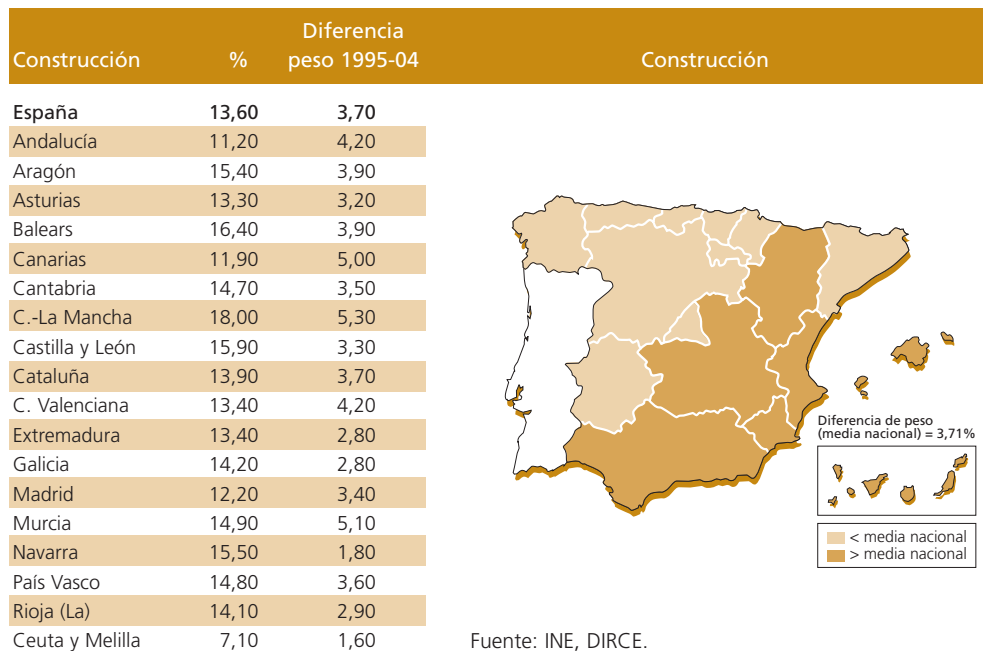 Construcción % Diferencia peso 1995-04 Construcción
España 13,60 3,70
Andalucía 11,20 4,20
Aragón 15,40 3,90
Asturias 13,30 3,20
Balears 16,40 3,90
Canarias 11,90 5,00
Cantabria 14,70 3,50
C.-La Mancha 18,00 5,30
Castilla y León 15,90 3,30
Cataluña 13,90 3,70
C. Valenciana 13,40 4,20
Extremadura 13,40 2,80
Galicia 14,20 2,80
Madrid 12,20 3,40
Murcia 14,90 5,10
Navarra 15,50 1,80
País Vasco 14,80 3,60
Rioja (La) 14,10 2,90
Ceuta y Melilla 7,10 1,60
Diferencia de peso
(media nacional) = 3,71%
< media nacional
> media nacional
Fuente: INE, DIRCE.